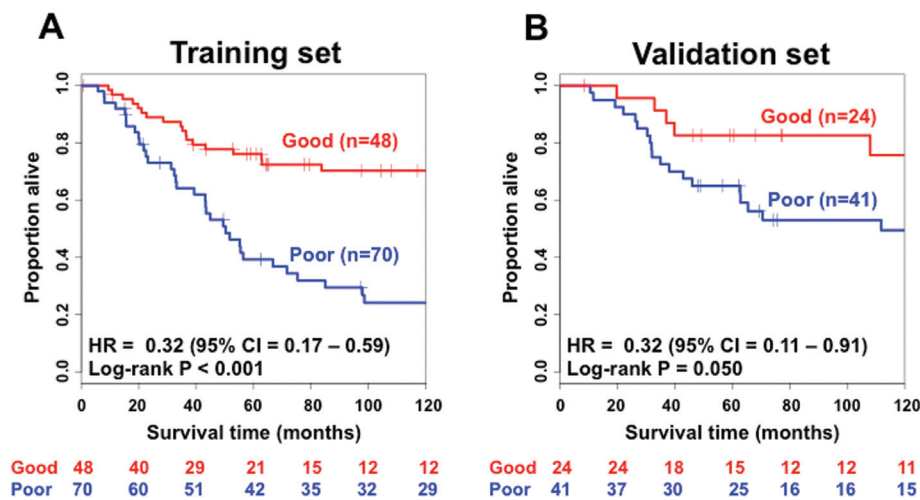 A
Training set
Proportion alive
1.0
0.8
0.6
0.4
0.2
0.0
Good (n=48)
Poor (n=70)
HR = 0.32 (95% CI = 0.17 – 0.59)
Log-rank P < 0.001
0 20 40 60 80 100 120
Survival time (months)
Good 48 40 29 21 15 12 12
Poor 70 60 51 42 35 32 29
B
Validation set
Proportion alive
1.0
0.8
0.6
0.4
0.2
0.0
Good (n=24)
Poor (n=41)
HR = 0.32 (95% CI = 0.11 – 0.91)
Log-rank P = 0.050
0 20 40 60 80 100 120
Survival time (months)
Good 24 24 18 15 12 12 11
Poor 41 37 30 25 16 16 15